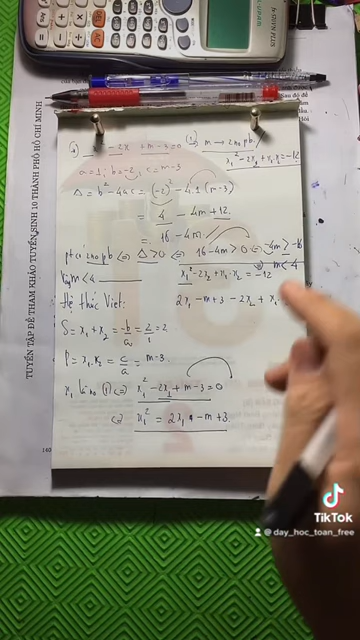 - 2x + m-3=0 m → 2 no pb/
x₁² - 2x₂ + x₁.x₂ = -12
a=1; b=-2, c=m-3
Δ = b² - 4ac = (-2)² - 4.1(m-3)
= 4 - 4m+12.
= 16-4m
pt có 2 no pb ⇔ Δ>0 ⇔ 16-4m > 0 ⇔ -4m > -16
m< 4
Vậy m<4
x₁² - 2x₂ + x₁.x₂ = -12
Hệ thức Viet:
2x₁ - m+3 - 2x₂ + x₁.
S = x₁ + x₂ = -b/a = 2/1 = 2
P = x₁.x₂ = c/a = m-3.
x₁ là no (1) ⇔ x₁² - 2x₁ + m-3=0
⇔ x₁² = 2x₁ - m+3.
TUYỂN TẬP ĐỀ THAM KHẢO TUYỂN SINH 10 THÀNH PHỐ HỒ CHÍ MINH
140
TikTok
@day_hoc_toan_free